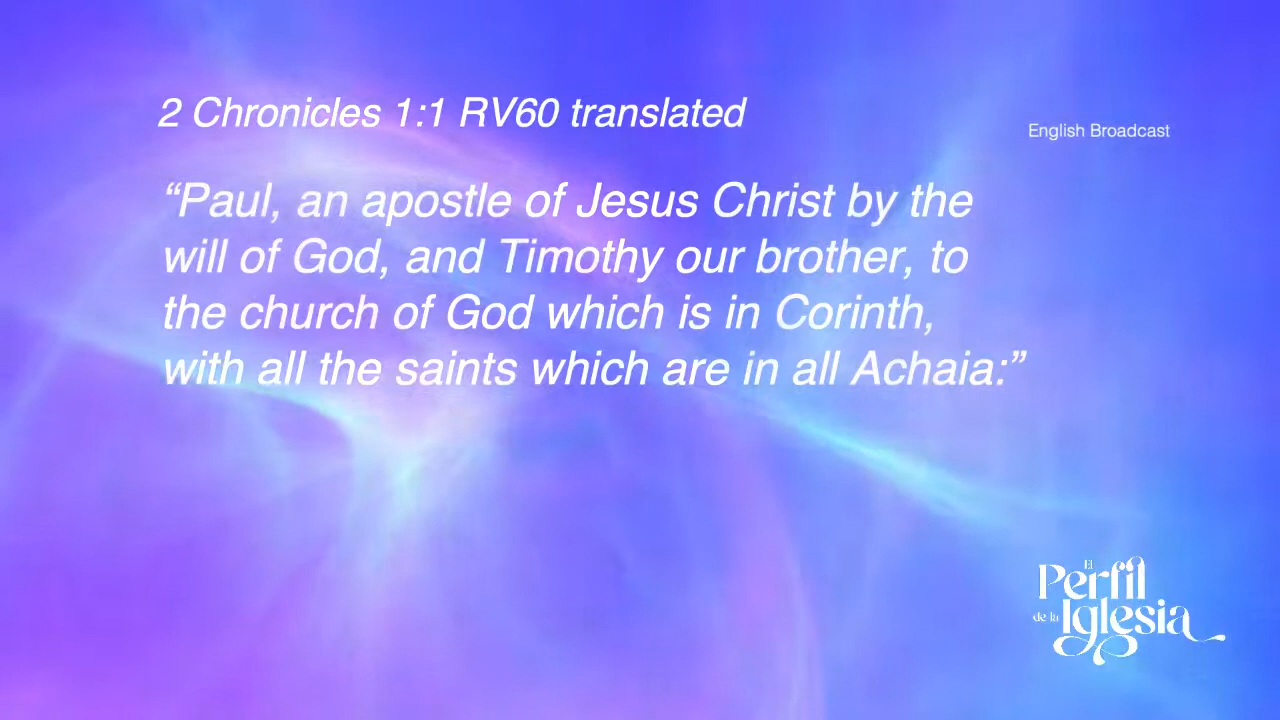 2 Chronicles 1:1 RV60 translated
English Broadcast
“Paul, an apostle of Jesus Christ by the
will of God, and Timothy our brother, to
the church of God which is in Corinth,
with all the saints which are in all Achaia:”
El
Perfil
de la Iglesia